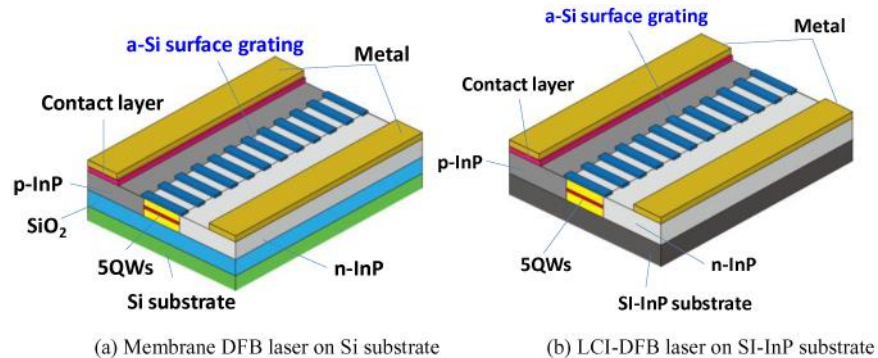 a-Si surface grating
Metal
Contact layer
p-InP
SiO2
5QWs
Si substrate
n-InP
(a) Membrane DFB laser on Si substrate
a-Si surface grating
Metal
Contact layer
p-InP
5QWs
n-InP
SI-InP substrate
(b) LCI-DFB laser on SI-InP substrate